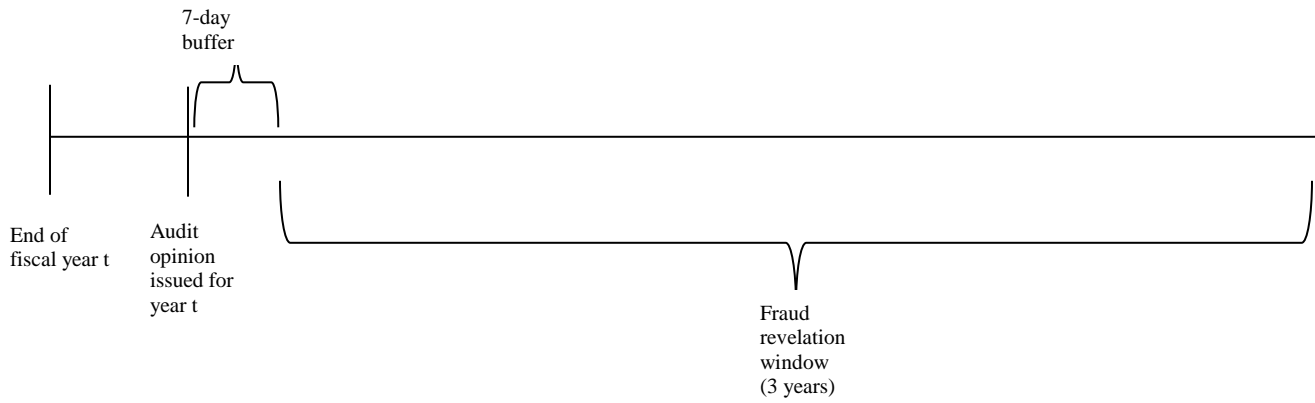 7-day
buffer
End of
fiscal year t
Audit
opinion
issued for
year t
Fraud
revelation
window
(3 years)